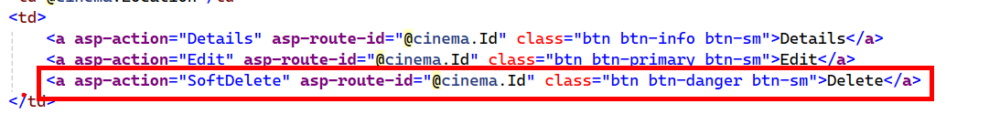 <td>
<a asp-action="Details" asp-route-id="@cinema.Id" class="btn btn-info btn-sm">Details</a>
<a asp-action="Edit" asp-route-id="@cinema.Id" class="btn btn-primary btn-sm">Edit</a>
<a asp-action="SoftDelete" asp-route-id="@cinema.Id" class="btn btn-danger btn-sm">Delete</a>
</td>